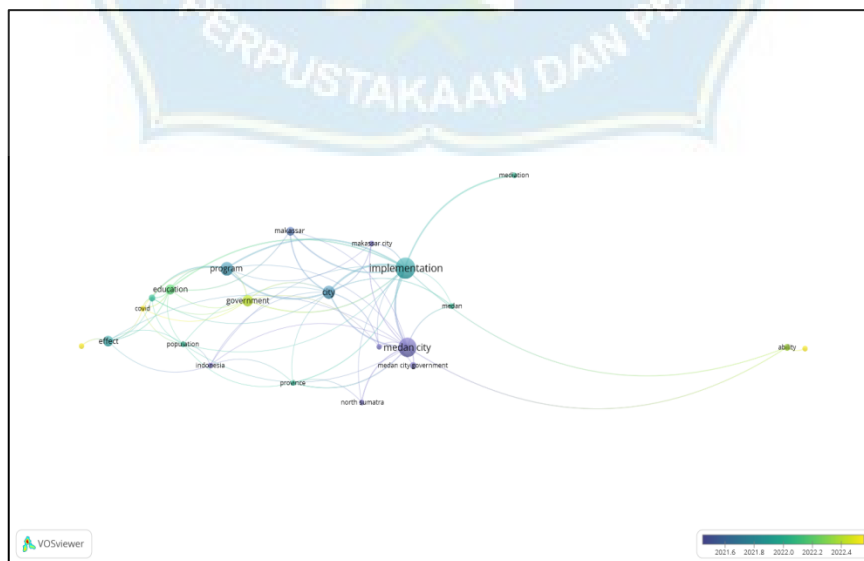 PERPUSTAKAAN DAN PE
mediation
makassar
makassar city
program
implementation
education
city
government
covid
medan
effect
population
medan city
ability
indonesia
medan city government
province
north sumatra
VOSviewer
2021.6 2021.8 2022.0 2022.2 2022.4